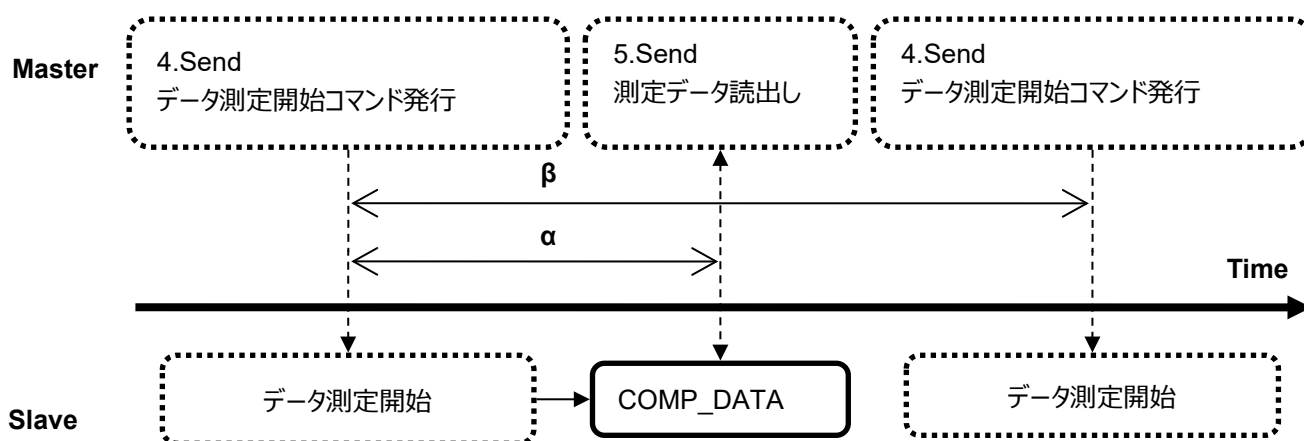 Master
4.Send
データ測定開始コマンド発行
5.Send
測定データ読出し
4.Send
データ測定開始コマンド発行
β
α
Time
データ測定開始
COMP_DATA
データ測定開始
Slave